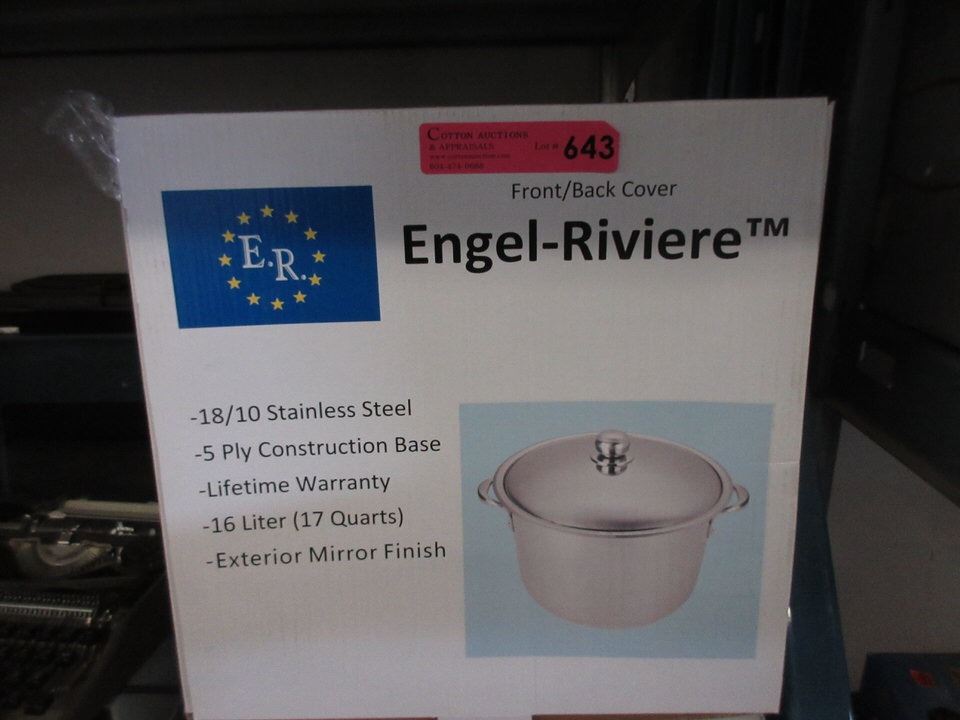 COTTON AUCTIONS
& APPRAISALS
Lot # 643
Front/Back Cover
Engel-Riviere™
E.R.
-18/10 Stainless Steel
-5 Ply Construction Base
-Lifetime Warranty
-16 Liter (17 Quarts)
-Exterior Mirror Finish